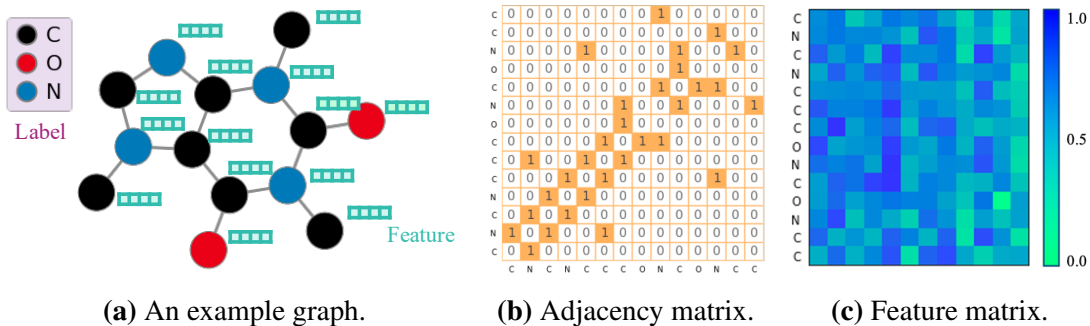 C
O
N
Label
Feature
(a) An example graph.
C 0 0 0 0 0 0 0 0 1 0 0 0 0 0
C 0 0 0 0 0 0 0 0 0 0 0 1 0 0
N 0 0 0 0 1 0 0 0 0 1 0 0 1 0
O 0 0 0 0 0 0 0 0 0 1 0 0 0 0
C 0 0 0 0 0 0 0 0 1 0 1 1 0 0
N 0 0 0 0 0 0 1 0 0 1 0 0 0 1
O 0 0 0 0 0 0 1 0 0 0 0 0 0 0
C 0 0 0 0 0 1 0 1 1 0 0 0 0 0
C 0 1 0 0 1 0 1 0 0 0 0 0 0 0
C 0 0 0 1 0 1 0 0 0 0 0 1 0 0
N 0 0 1 0 1 0 0 0 0 0 0 0 0 0
C 0 1 0 1 0 0 0 0 0 0 0 0 0 0
N 1 0 1 0 0 1 0 0 0 0 0 0 0 0
C 0 1 0 0 0 0 0 0 0 0 0 0 0 0
C N C N C C C O N C O N C C
(b) Adjacency matrix.
C
N
C
N
C
C
C
O
N
C
O
N
C
C
1.0
0.5
0.0
(c) Feature matrix.